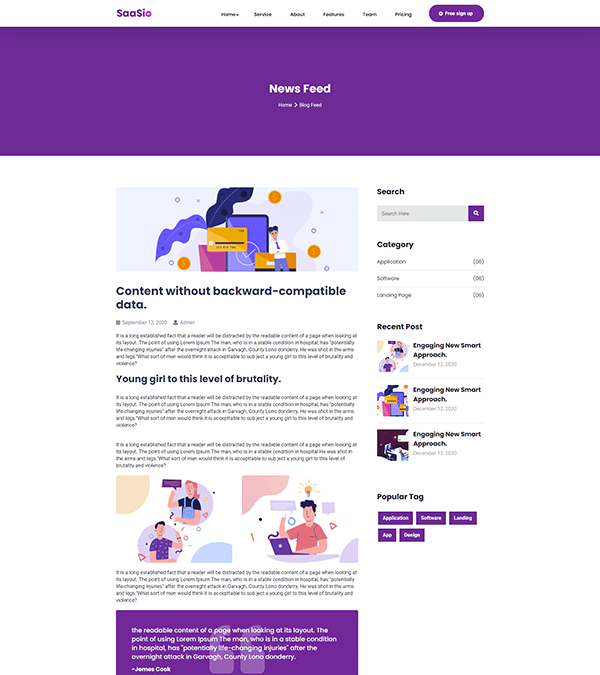 SaaSio
Home
Service
About
Features
Team
Pricing
Free sign up
News Feed
Home
Blog Feed
Content without backward-compatible
data.
September 12, 2020
Admin
It is a long established fact that a reader will be distracted by the readable content of a page when looking at
its layout. The point of using Lorem Ipsum The man, who is in a stable condition in hospital, has "potentially
life-changing injuries" after the overnight attack in Garvagh, County Lono donderry. He was shot in the arms
and legs."What sort of men would think it is accepttable to sub ject a young girl to this level of brutality and
violence?
Young girl to this level of brutality.
It is a long established fact that a reader will be distracted by the readable content of a page when looking at
its layout. The point of using Lorem Ipsum The man, who is in a stable condition in hospital, has "potentially
life-changing injuries" after the overnight attack in Garvagh, County Lono donderry. He was shot in the arms
and legs."What sort of men would think it is accepttable to sub ject a young girl to this level of brutality and
violence?
It is a long established fact that a reader will be distracted by the readable content of a page when looking at
its layout. The point of using Lorem Ipsum The man, who is in a stable condition in hospital.He was shot in
the arms and legs."What sort of men would think it is accepttable to sub ject a young girl to this level of
brutality and violence?
It is a long established fact that a reader will be distracted by the readable content of a page when looking at
its layout. The point of using Lorem Ipsum The man, who is in a stable condition in hospital, has "potentially
life-changing injuries" after the overnight attack in Garvagh, County Lono donderry. He was shot in the arms
and legs."What sort of men would think it is accepttable to sub ject a young girl to this level of brutality and
violence?
the readable content of a page when looking at its layout. The
point of using Lorem Ipsum The man, who is in a stable condition
in hospital, has "potentially life-changing injuries" after the
overnight attack in Garvagh, County Lono donderry.
-Jemes Cook
Search
Search Here
Category
Application (06)
Software (06)
Landing Page (06)
Recent Post
Engaging New Smart
Approach.
December 12, 2020
Engaging New Smart
Approach.
December 12, 2020
Engaging New Smart
Approach.
December 12, 2020
Popular Tag
Application
Software
Landing
App
Design